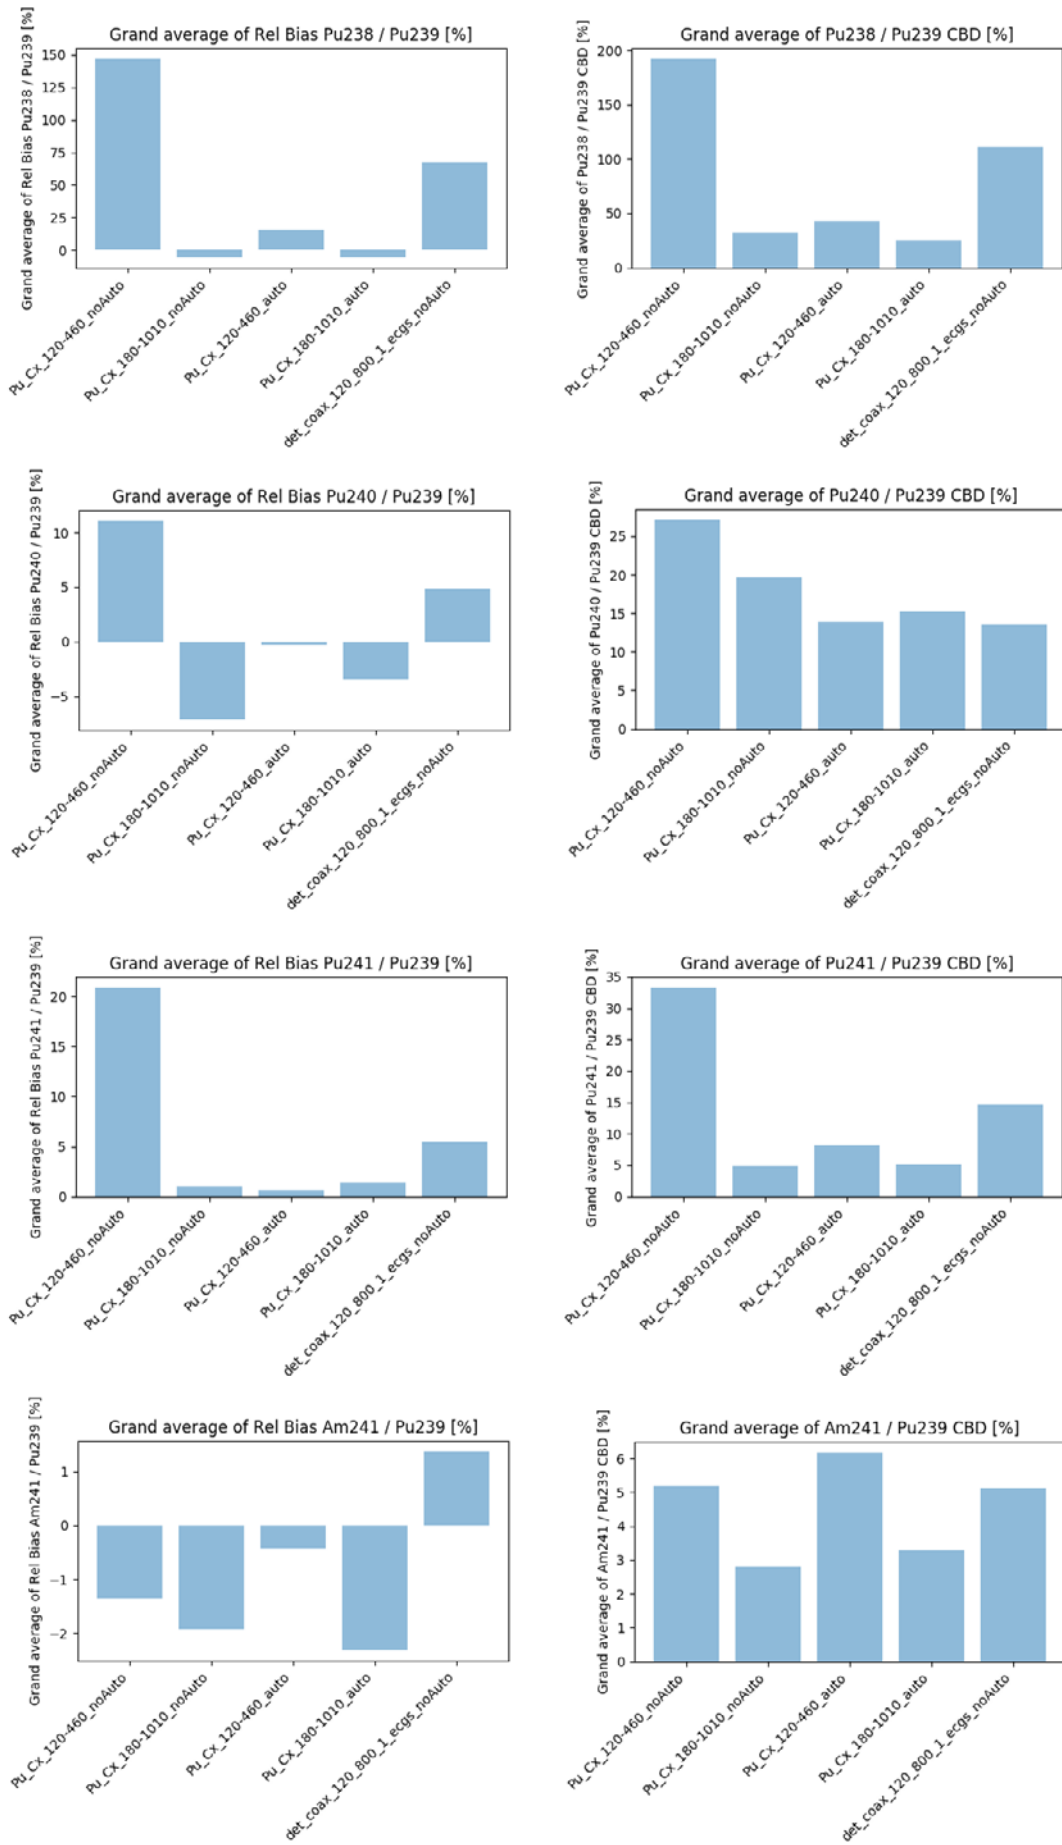 Grand average of Rel Bias Pu238 / Pu239 [%]
Grand average of Rel Bias Pu238 / Pu239 [%]
150
125
100
75
50
25
0
Pu_Cx_120-460_noAuto
Pu_Cx_180-1010_noAuto
Pu_Cx_120-460_auto
Pu_Cx_180-1010_auto
det_coax_120_800_1_ecgs_noAuto
Grand average of Pu238 / Pu239 CBD [%]
Grand average of Pu238 / Pu239 CBD [%]
200
150
100
50
0
Pu_Cx_120-460_noAuto
Pu_Cx_180-1010_noAuto
Pu_Cx_120-460_auto
Pu_Cx_180-1010_auto
det_coax_120_800_1_ecgs_noAuto
Grand average of Rel Bias Pu240 / Pu239 [%]
Grand average of Rel Bias Pu240 / Pu239 [%]
10
5
0
−5
Pu_Cx_120-460_noAuto
Pu_Cx_180-1010_noAuto
Pu_Cx_120-460_auto
Pu_Cx_180-1010_auto
det_coax_120_800_1_ecgs_noAuto
Grand average of Pu240 / Pu239 CBD [%]
Grand average of Pu240 / Pu239 CBD [%]
25
20
15
10
5
0
Pu_Cx_120-460_noAuto
Pu_Cx_180-1010_noAuto
Pu_Cx_120-460_auto
Pu_Cx_180-1010_auto
det_coax_120_800_1_ecgs_noAuto
Grand average of Rel Bias Pu241 / Pu239 [%]
Grand average of Rel Bias Pu241 / Pu239 [%]
20
15
10
5
0
Pu_Cx_120-460_noAuto
Pu_Cx_180-1010_noAuto
Pu_Cx_120-460_auto
Pu_Cx_180-1010_auto
det_coax_120_800_1_ecgs_noAuto
Grand average of Pu241 / Pu239 CBD [%]
Grand average of Pu241 / Pu239 CBD [%]
35
30
25
20
15
10
5
0
Pu_Cx_120-460_noAuto
Pu_Cx_180-1010_noAuto
Pu_Cx_120-460_auto
Pu_Cx_180-1010_auto
det_coax_120_800_1_ecgs_noAuto
Grand average of Rel Bias Am241 / Pu239 [%]
Grand average of Rel Bias Am241 / Pu239 [%]
1
0
−1
−2
Pu_Cx_120-460_noAuto
Pu_Cx_180-1010_noAuto
Pu_Cx_120-460_auto
Pu_Cx_180-1010_auto
det_coax_120_800_1_ecgs_noAuto
Grand average of Am241 / Pu239 CBD [%]
Grand average of Am241 / Pu239 CBD [%]
6
5
4
3
2
1
0
Pu_Cx_120-460_noAuto
Pu_Cx_180-1010_noAuto
Pu_Cx_120-460_auto
Pu_Cx_180-1010_auto
det_coax_120_800_1_ecgs_noAuto